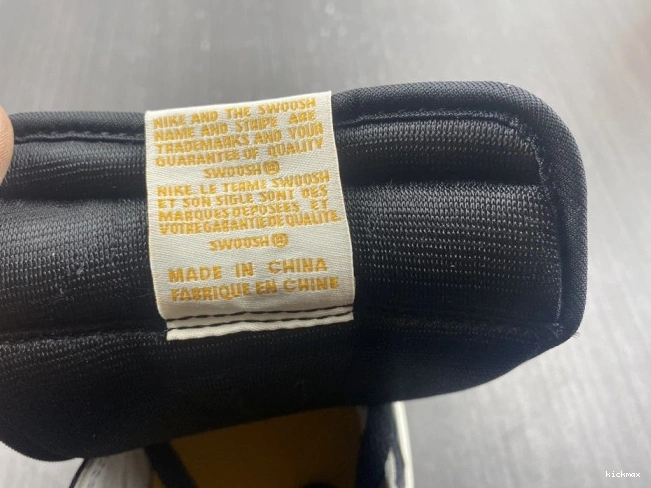 NIKE AND THE SWOOSH
NAME AND STRIPE ARE
TRADEMARKS AND YOUR
GUARANTEE OF QUALITY
SWOOSH®
NIKE LE TERME SWOOSH
ET SON SIGLE SONT DES
MARQUES DEPOSEES ET
VOTRE GARANTIE DE QUALITE.
SWOOSH®
MADE IN CHINA
FABRIQUE EN CHINE
kickmax